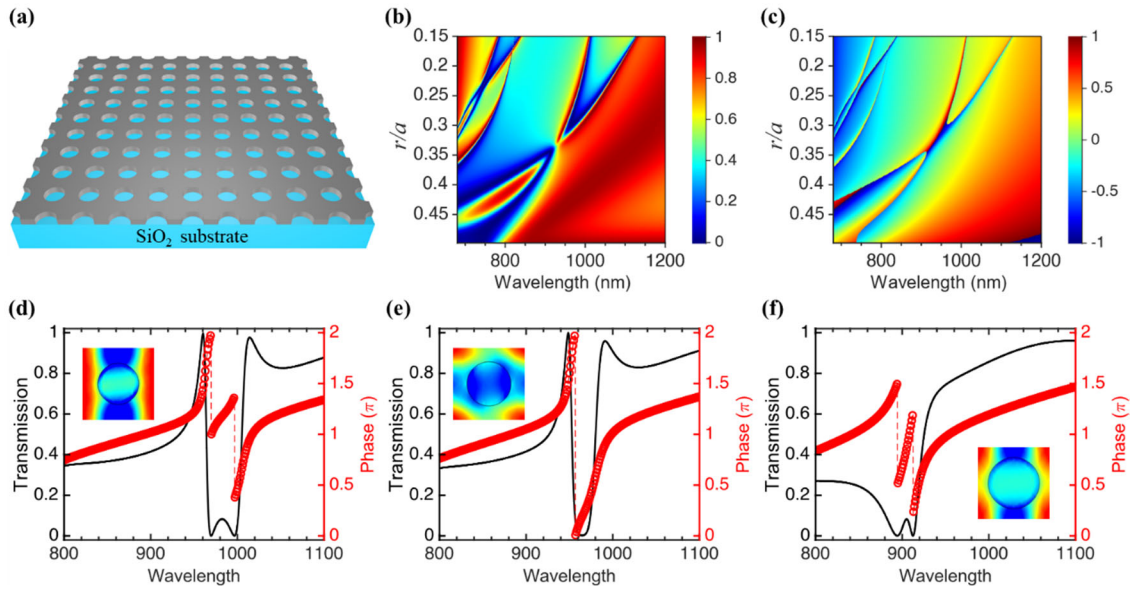 (a)
SiO2 substrate
(b)
0.15
0.2
0.25
0.3
0.35
0.4
0.45
r/a
800 1000 1200
Wavelength (nm)
1
0.8
0.6
0.4
0.2
0
(c)
0.15
0.2
0.25
0.3
0.35
0.4
0.45
r/a
800 1000 1200
Wavelength (nm)
1
0.5
0
-0.5
-1
(d)
1
0.8
0.6
0.4
0.2
0
Transmission
800 900 1000 1100
Wavelength
2
1.5
1
0.5
0
Phase (π)
(e)
1
0.8
0.6
0.4
0.2
0
Transmission
800 900 1000 1100
Wavelength
2
1.5
1
0.5
0
Phase (π)
(f)
1
0.8
0.6
0.4
0.2
0
Transmission
800 900 1000 1100
Wavelength
2
1.5
1
0.5
0
Phase (π)